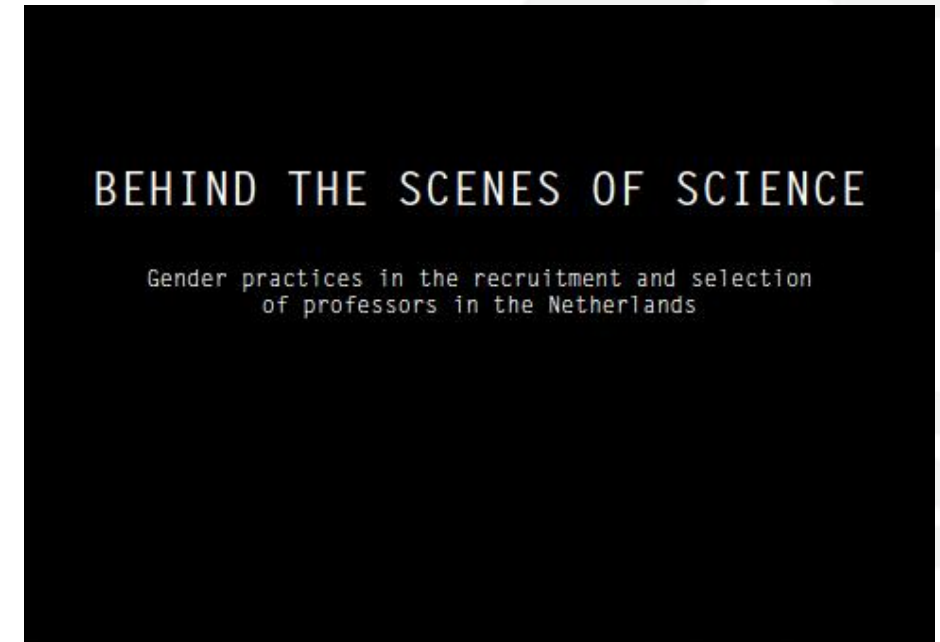 BEHIND THE SCENES OF SCIENCE
Gender practices in the recruitment and selection
of professors in the Netherlands